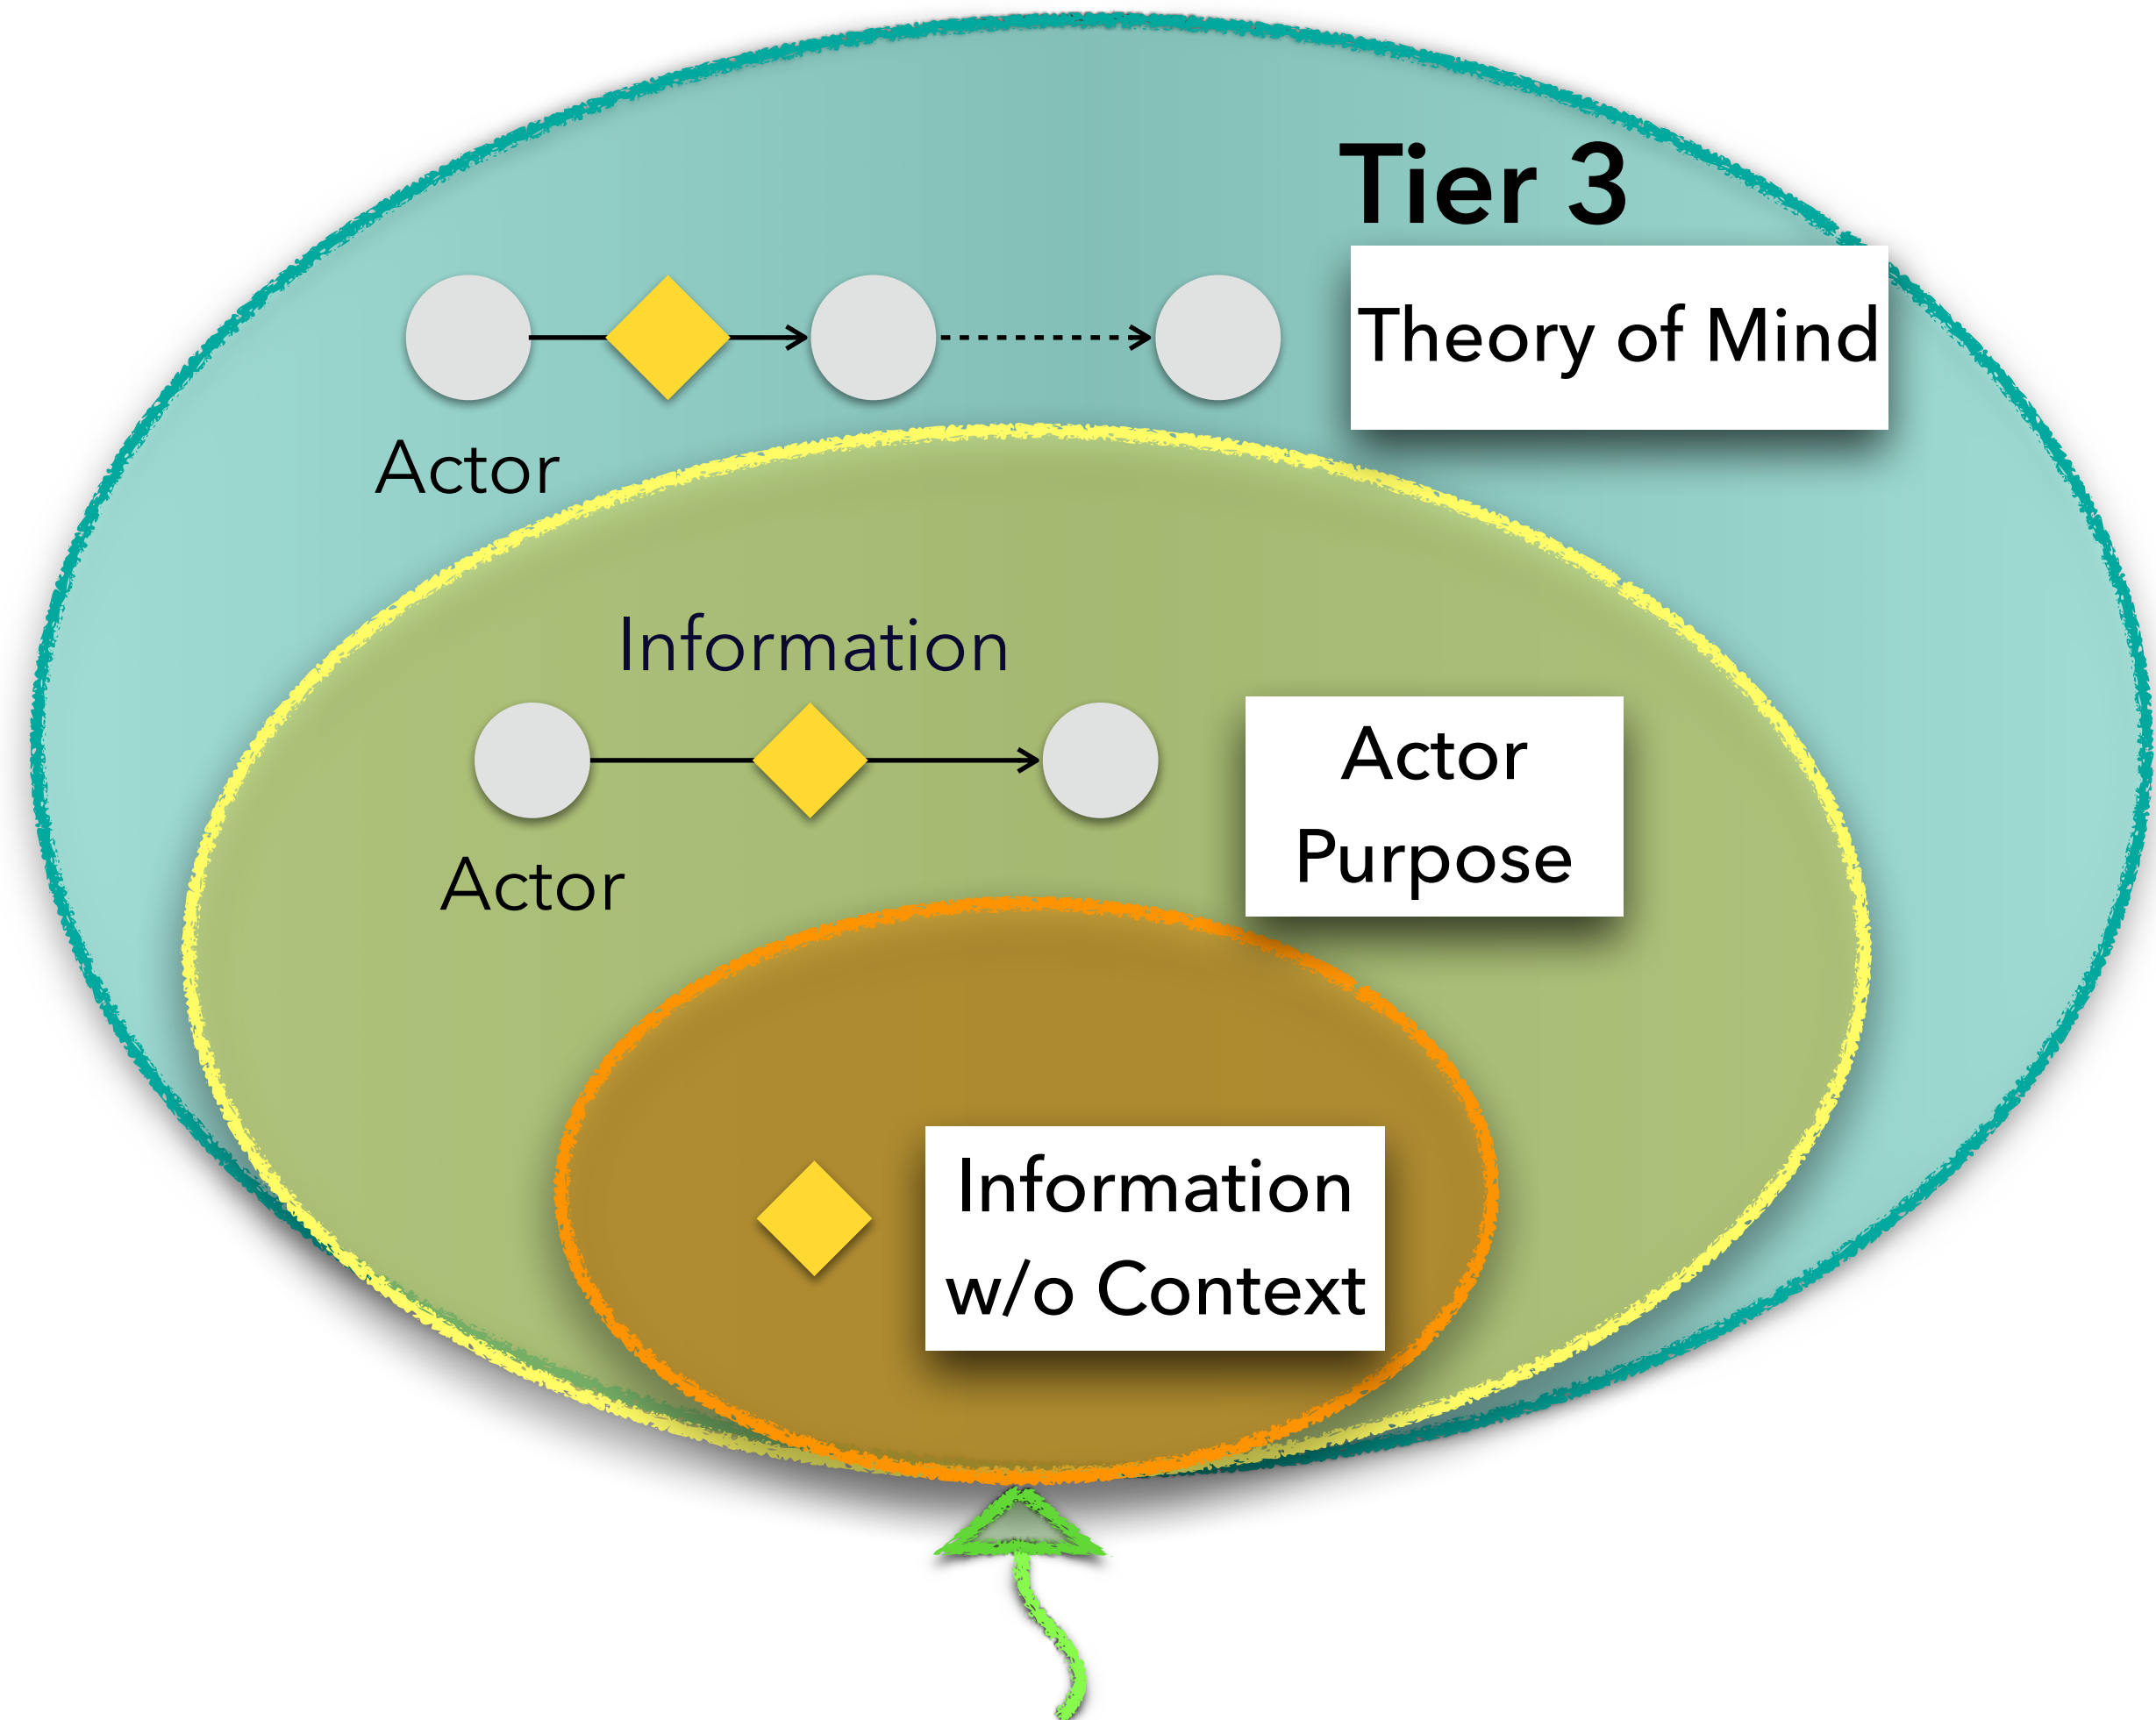 Tier 3
Theory of Mind
Actor
Information
Actor
Purpose
Actor
Information
w/o Context